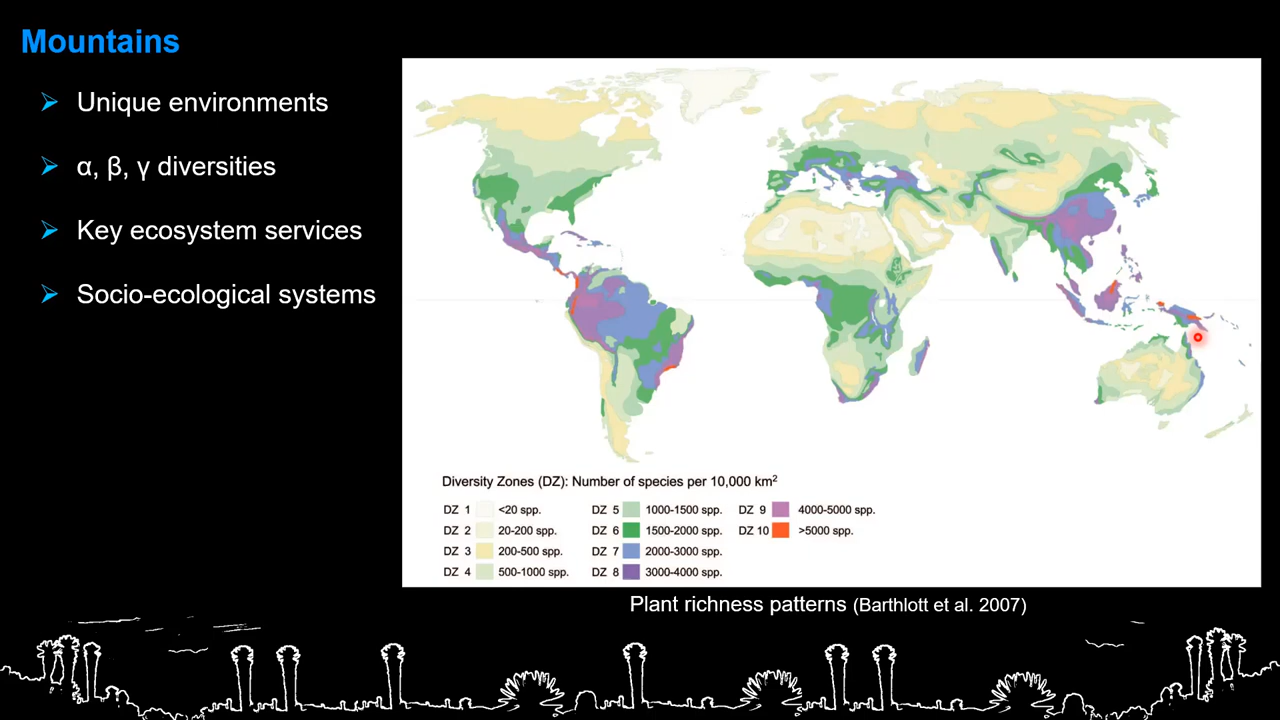 Mountains
Unique environments
α, β, γ diversities
Key ecosystem services
Socio-ecological systems
Diversity Zones (DZ): Number of species per 10,000 km²
DZ 1 <20 spp. DZ 5 1000-1500 spp. DZ 9 4000-5000 spp.
DZ 2 20-200 spp. DZ 6 1500-2000 spp. DZ 10 >5000 spp.
DZ 3 200-500 spp. DZ 7 2000-3000 spp.
DZ 4 500-1000 spp. DZ 8 3000-4000 spp.
Plant richness patterns (Barthlott et al. 2007)